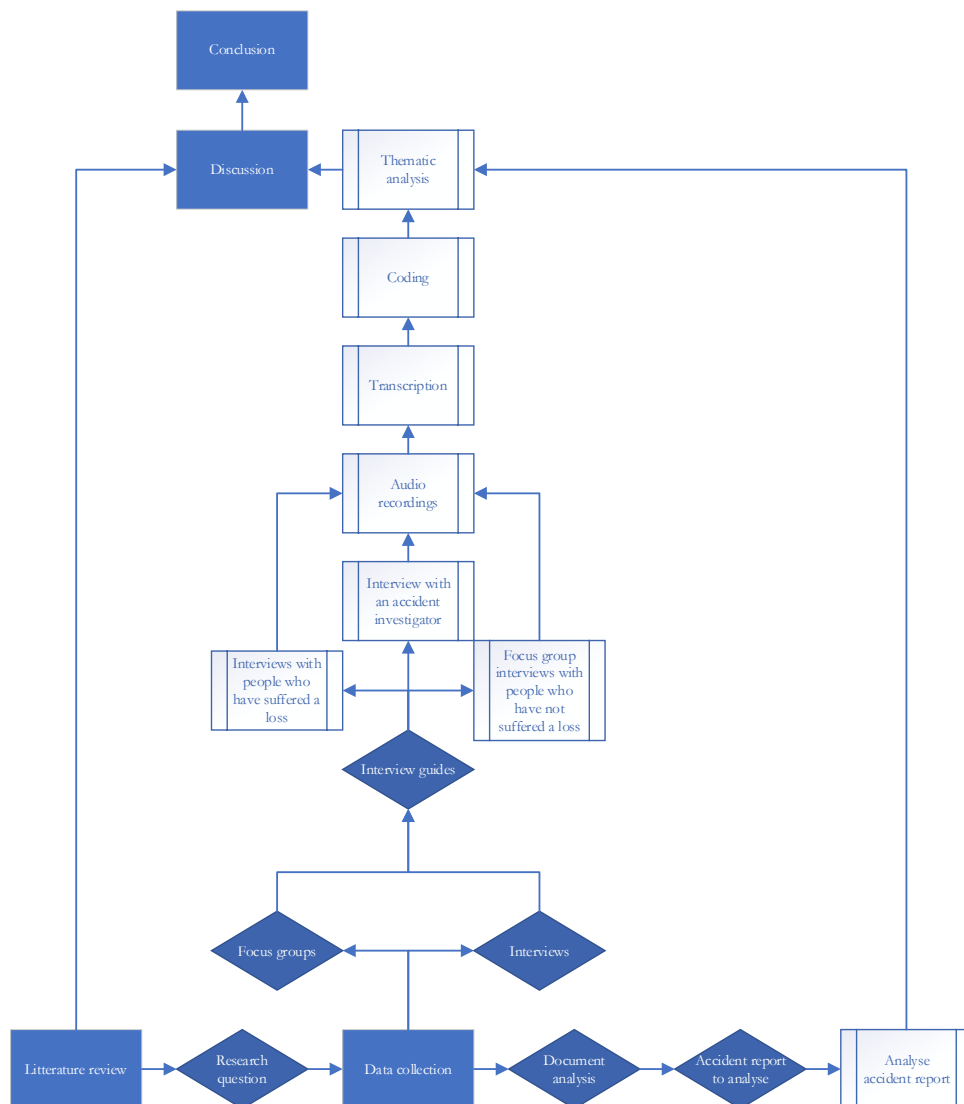 Conclusion
Discussion
Thematic
analysis
Coding
Transcription
Audio
recordings
Interview with
an accident
investigator
Interviews with
people who
have suffered a
loss
Focus group
interviews with
people who
have not
suffered a loss
Interview guides
Focus groups
Interviews
Litterature review
Research
question
Data collection
Document
analysis
Accident report
to analyse
Analyse
accident report